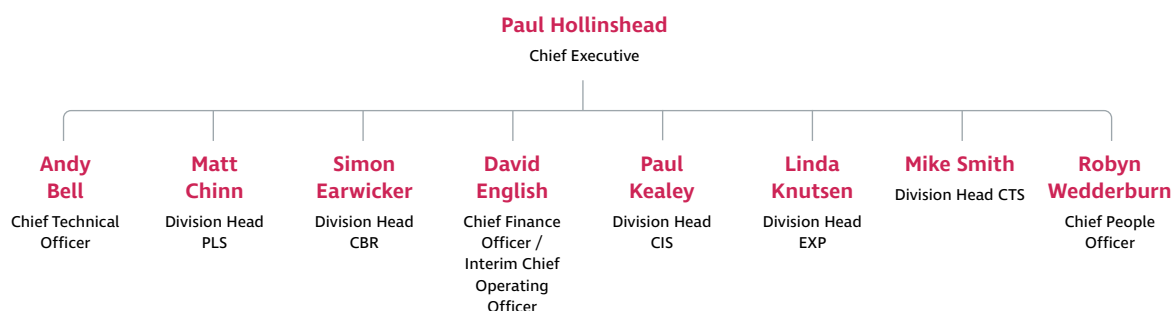 Paul Hollinshead
Chief Executive
Andy
Bell
Chief Technical
Officer
Matt
Chinn
Division Head
PLS
Simon
Earwicker
Division Head
CBR
David
English
Chief Finance
Officer /
Interim Chief
Operating
Officer
Paul
Kealey
Division Head
CIS
Linda
Knutsen
Division Head
EXP
Mike Smith
Division Head CTS
Robyn
Wedderburn
Chief People
Officer